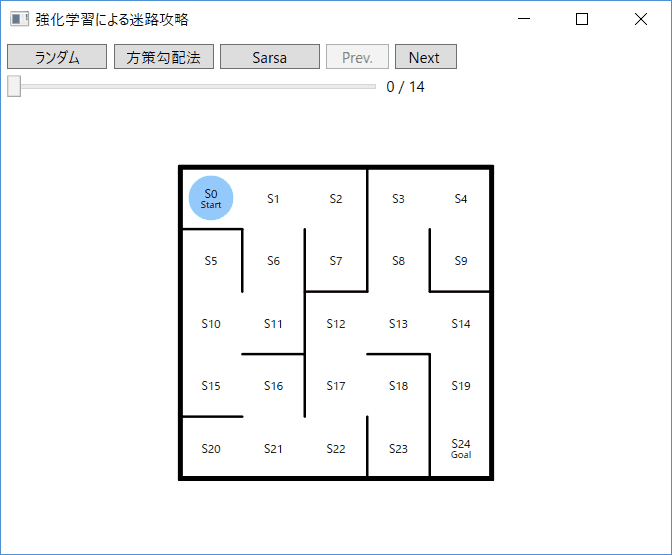 強化学習による迷路攻略
ランダム 方策勾配法 Sarsa Prev. Next
0 / 14
S0 S1 S2 S3 S4
Start
S5 S6 S7 S8 S9
S10 S11 S12 S13 S14
S15 S16 S17 S18 S19
S20 S21 S22 S23 S24
Goal